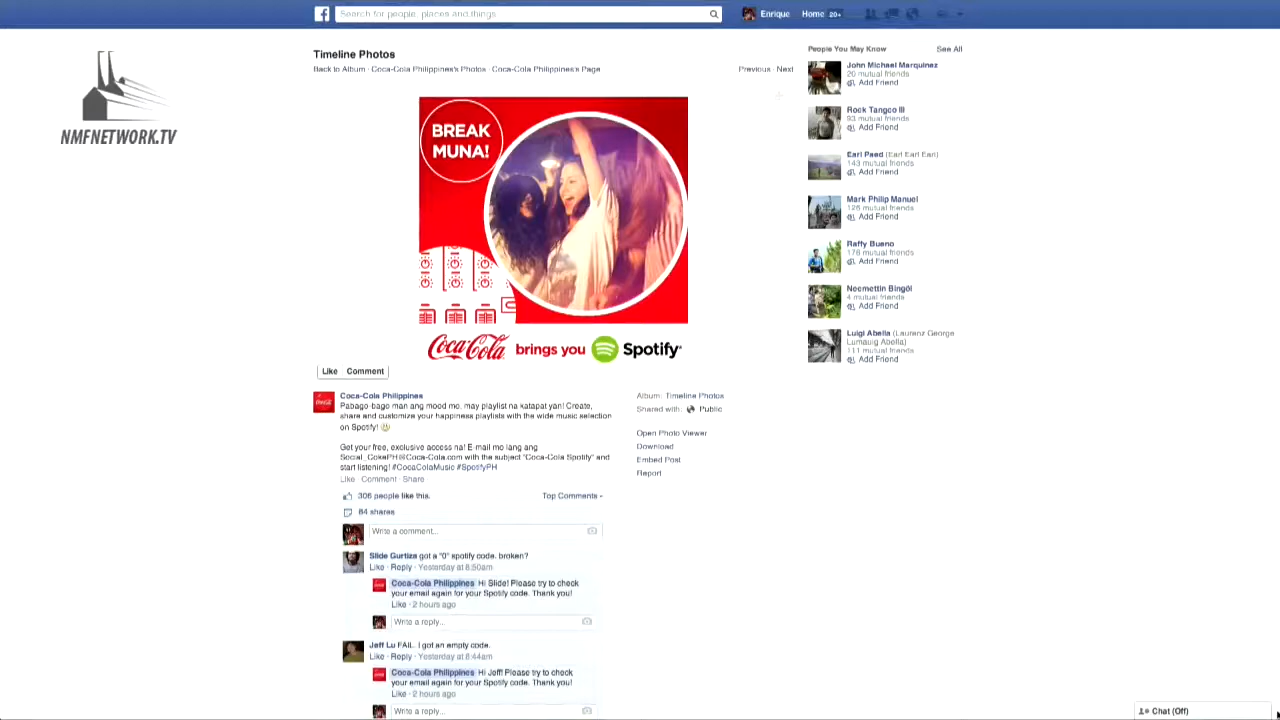 Search for people, places and things
Enrique
Home 20+
NMFNETWORK.TV
Timeline Photos
Back to Album · Coca-Cola Philippines's Photos · Coca-Cola Philippines's Page
Previous · Next
BREAK
MUNA!
Coca-Cola brings you Spotify
Like Comment
Coca-Cola Philippines
Pabago-bago man ang mood mo, may playlist na katapat yan! Create,
share and customize your happiness playlists with the wide music selection
on Spotify!
Get your free, exclusive access na! E-mail mo lang ang
Social_CokePH@Coca-Cola.com with the subject "Coca-Cola Spotify" and
start listening! #CocaColaMusic #SpotifyPH
Like · Comment · Share
306 people like this.
Top Comments
84 shares
Write a comment...
Slide Gurtiza got a "0" spotify code. broken?
Like · Reply · Yesterday at 8:50am
Coca-Cola Philippines Hi Slide! Please try to check
your email again for your Spotify code. Thank you!
Like · 2 hours ago
Write a reply...
Jeff Lu FAIL. I got an empty code.
Like · Reply · Yesterday at 8:44am
Coca-Cola Philippines Hi Jeff! Please try to check
your email again for your Spotify code. Thank you!
Like · 2 hours ago
Write a reply...
Album: Timeline Photos
Shared with: Public
Open Photo Viewer
Download
Embed Post
Report
People You May Know
See All
John Michael Marquinez
20 mutual friends
Add Friend
Rock Tangco III
93 mutual friends
Add Friend
Earl Paed (Earl Earl Earl)
143 mutual friends
Add Friend
Mark Philip Manuel
126 mutual friends
Add Friend
Raffy Bueno
176 mutual friends
Add Friend
Necmettin Bingöl
4 mutual friends
Add Friend
Luigi Abella (Laurenz George
Lumauig Abella)
111 mutual friends
Add Friend
Chat (Off)